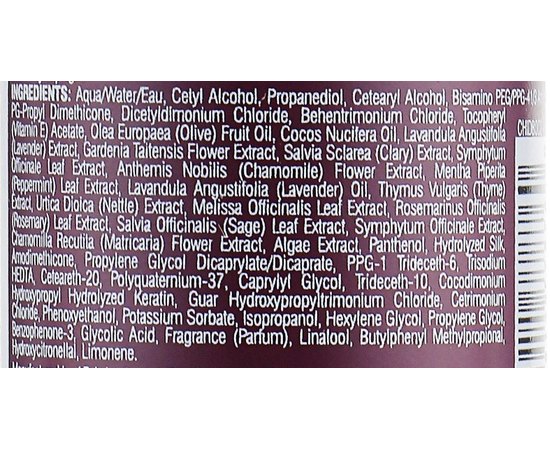 INGREDIENTS: Aqua/Water/Eau, Cetyl Alcohol, Propanediol, Cetearyl Alcohol, Bisamino PEG/PPG-41/3
PG-Propyl Dimethicone, Dicetyldimonium Chloride, Behentrimonium Chloride, Tocopheryl
(Vitamin E) Acetate, Olea Europaea (Olive) Fruit Oil, Cocos Nucifera Oil, Lavandula Angustifolia
(Lavender) Extract, Gardenia Taitensis Flower Extract, Salvia Sclarea (Clary) Extract, Symphytum
Officinale Leaf Extract, Anthemis Nobilis (Chamomile) Flower Extract, Mentha Piperita
(Peppermint) Leaf Extract, Lavandula Angustifolia (Lavender) Oil, Thymus Vulgaris (Thyme)
Extract, Urtica Dioica (Nettle) Extract, Melissa Officinalis Leaf Extract, Rosemarinus Officinalis
(Rosemary) Leaf Extract, Salvia Officinalis (Sage) Leaf Extract, Symphytum Officinale Extract,
Chamomilla Recutita (Matricaria) Flower Extract, Algae Extract, Panthenol, Hydrolyzed Silk,
Amodimethicone, Propylene Glycol Dicaprylate/Dicaprate, PPG-1 Trideceth-6, Trisodium
HEDTA, Ceteareth-20, Polyquaternium-37, Caprylyl Glycol, Trideceth-10, Cocodimonium
Hydroxypropyl Hydrolyzed Keratin, Guar Hydroxypropyltrimonium Chloride, Cetrimonium
Chloride, Phenoxyethanol, Potassium Sorbate, Isopropanol, Hexylene Glycol, Propylene Glycol,
Benzophenone-3, Glycolic Acid, Fragrance (Parfum), Linalool, Butylphenyl Methylpropional,
Hydroxycitronellal, Limonene.